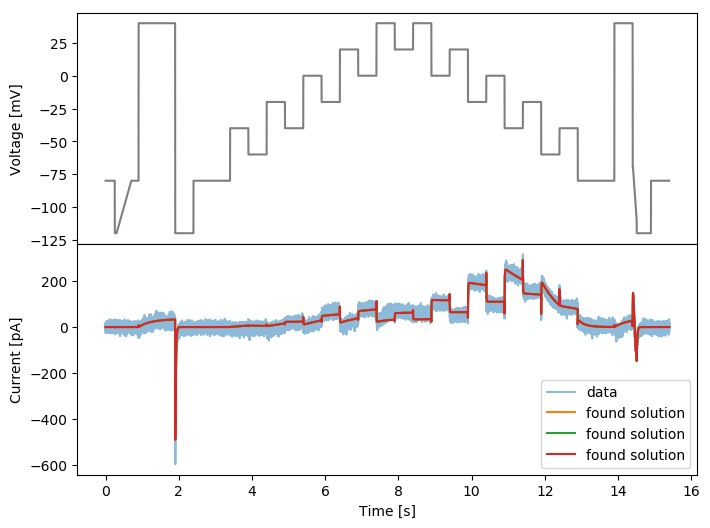 Voltage [mV]
25
0
−25
−50
−75
−100
−125
Current [pA]
200
0
−200
−400
−600
data
found solution
found solution
found solution
0 2 4 6 8 10 12 14 16
Time [s]